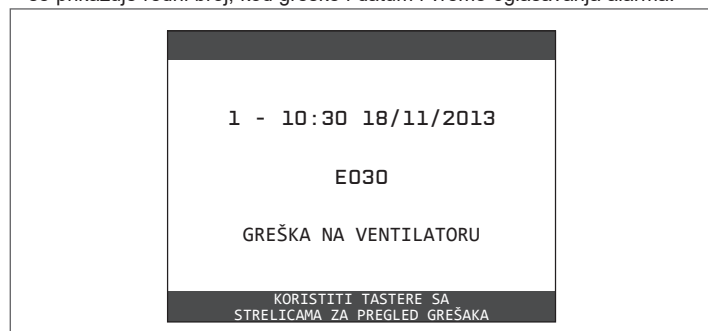 1 - 10:30 18/11/2013
E030
GREŠKA NA VENTILATORU
KORISTITI TASTERE SA
STRELICAMA ZA PREGLED GREŠAKA